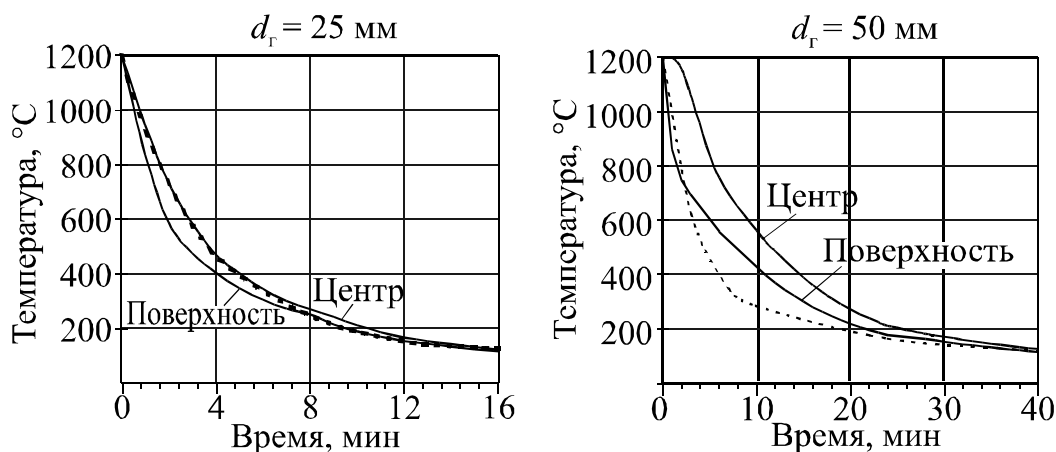 d_г = 25 мм
Температура, °С
1200
1000
800
600
400
200
Поверхность
Центр
0 4 8 12 16
Время, мин
d_г = 50 мм
Температура, °С
1200
1000
800
600
400
200
Центр
Поверхность
0 10 20 30 40
Время, мин